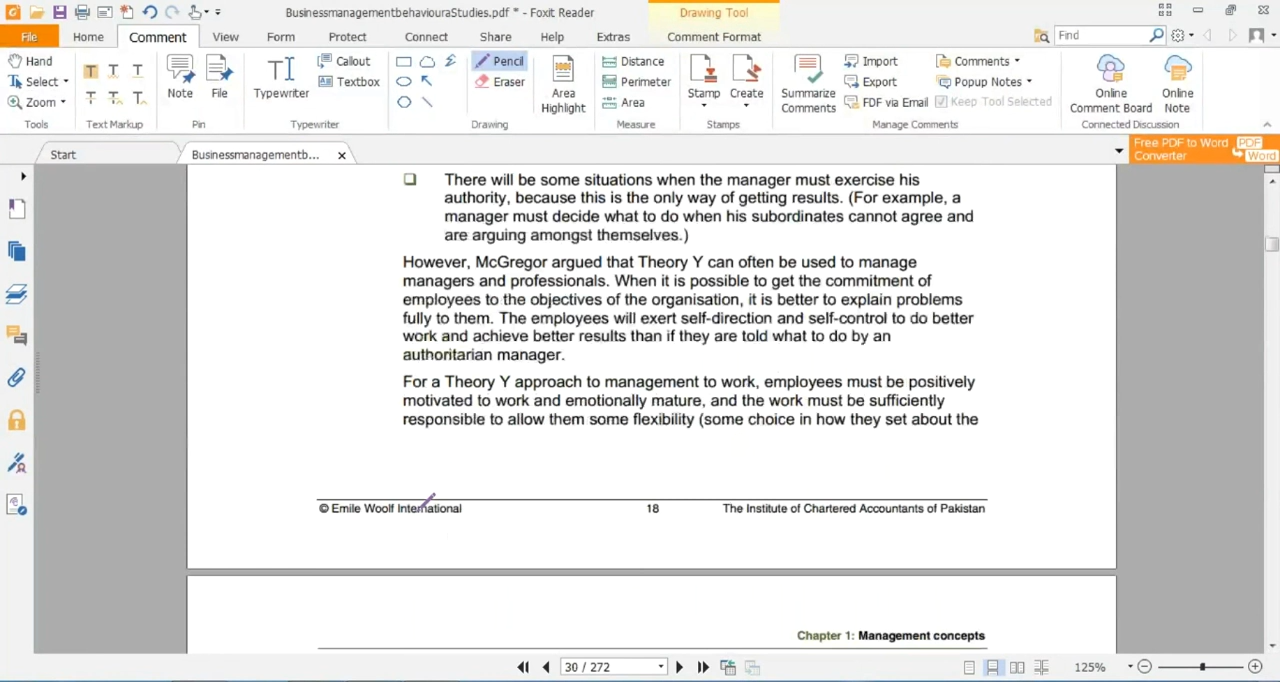 BusinessmanagementbehaviouraStudies.pdf * - Foxit Reader
Drawing Tool
File Home Comment View Form Protect Connect Share Help Extras Comment Format
Find
Hand
Select
Zoom
Tools
Text Markup
Note
File
Pin
Typewriter
Callout
Textbox
Typewriter
Pencil
Eraser
Drawing
Area
Highlight
Distance
Perimeter
Area
Measure
Stamp
Create
Stamps
Summarize
Comments
Import
Export
FDF via Email
Comments
Popup Notes
Keep Tool Selected
Manage Comments
Online
Comment Board
Online
Note
Connected Discussion
Start
Businessmanagementb...
Free PDF to Word
Converter
PDF
Word
There will be some situations when the manager must exercise his
authority, because this is the only way of getting results. (For example, a
manager must decide what to do when his subordinates cannot agree and
are arguing amongst themselves.)
However, McGregor argued that Theory Y can often be used to manage
managers and professionals. When it is possible to get the commitment of
employees to the objectives of the organisation, it is better to explain problems
fully to them. The employees will exert self-direction and self-control to do better
work and achieve better results than if they are told what to do by an
authoritarian manager.
For a Theory Y approach to management to work, employees must be positively
motivated to work and emotionally mature, and the work must be sufficiently
responsible to allow them some flexibility (some choice in how they set about the
© Emile Woolf International 18 The Institute of Chartered Accountants of Pakistan
Chapter 1: Management concepts
30 / 272
125%